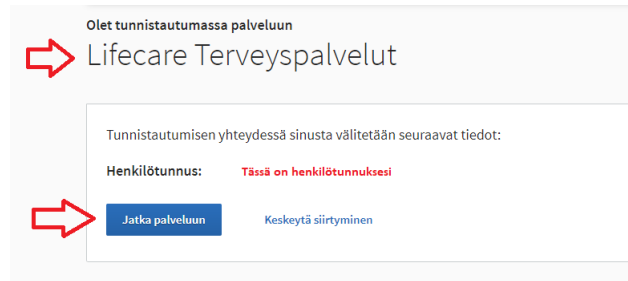 Olet tunnistautumassa palveluun
Lifecare Terveyspalvelut
Tunnistautumisen yhteydessä sinusta välitetään seuraavat tiedot:
Henkilötunnus: Tässä on henkilötunnuksesi
Jatka palveluun Keskeytä siirtyminen